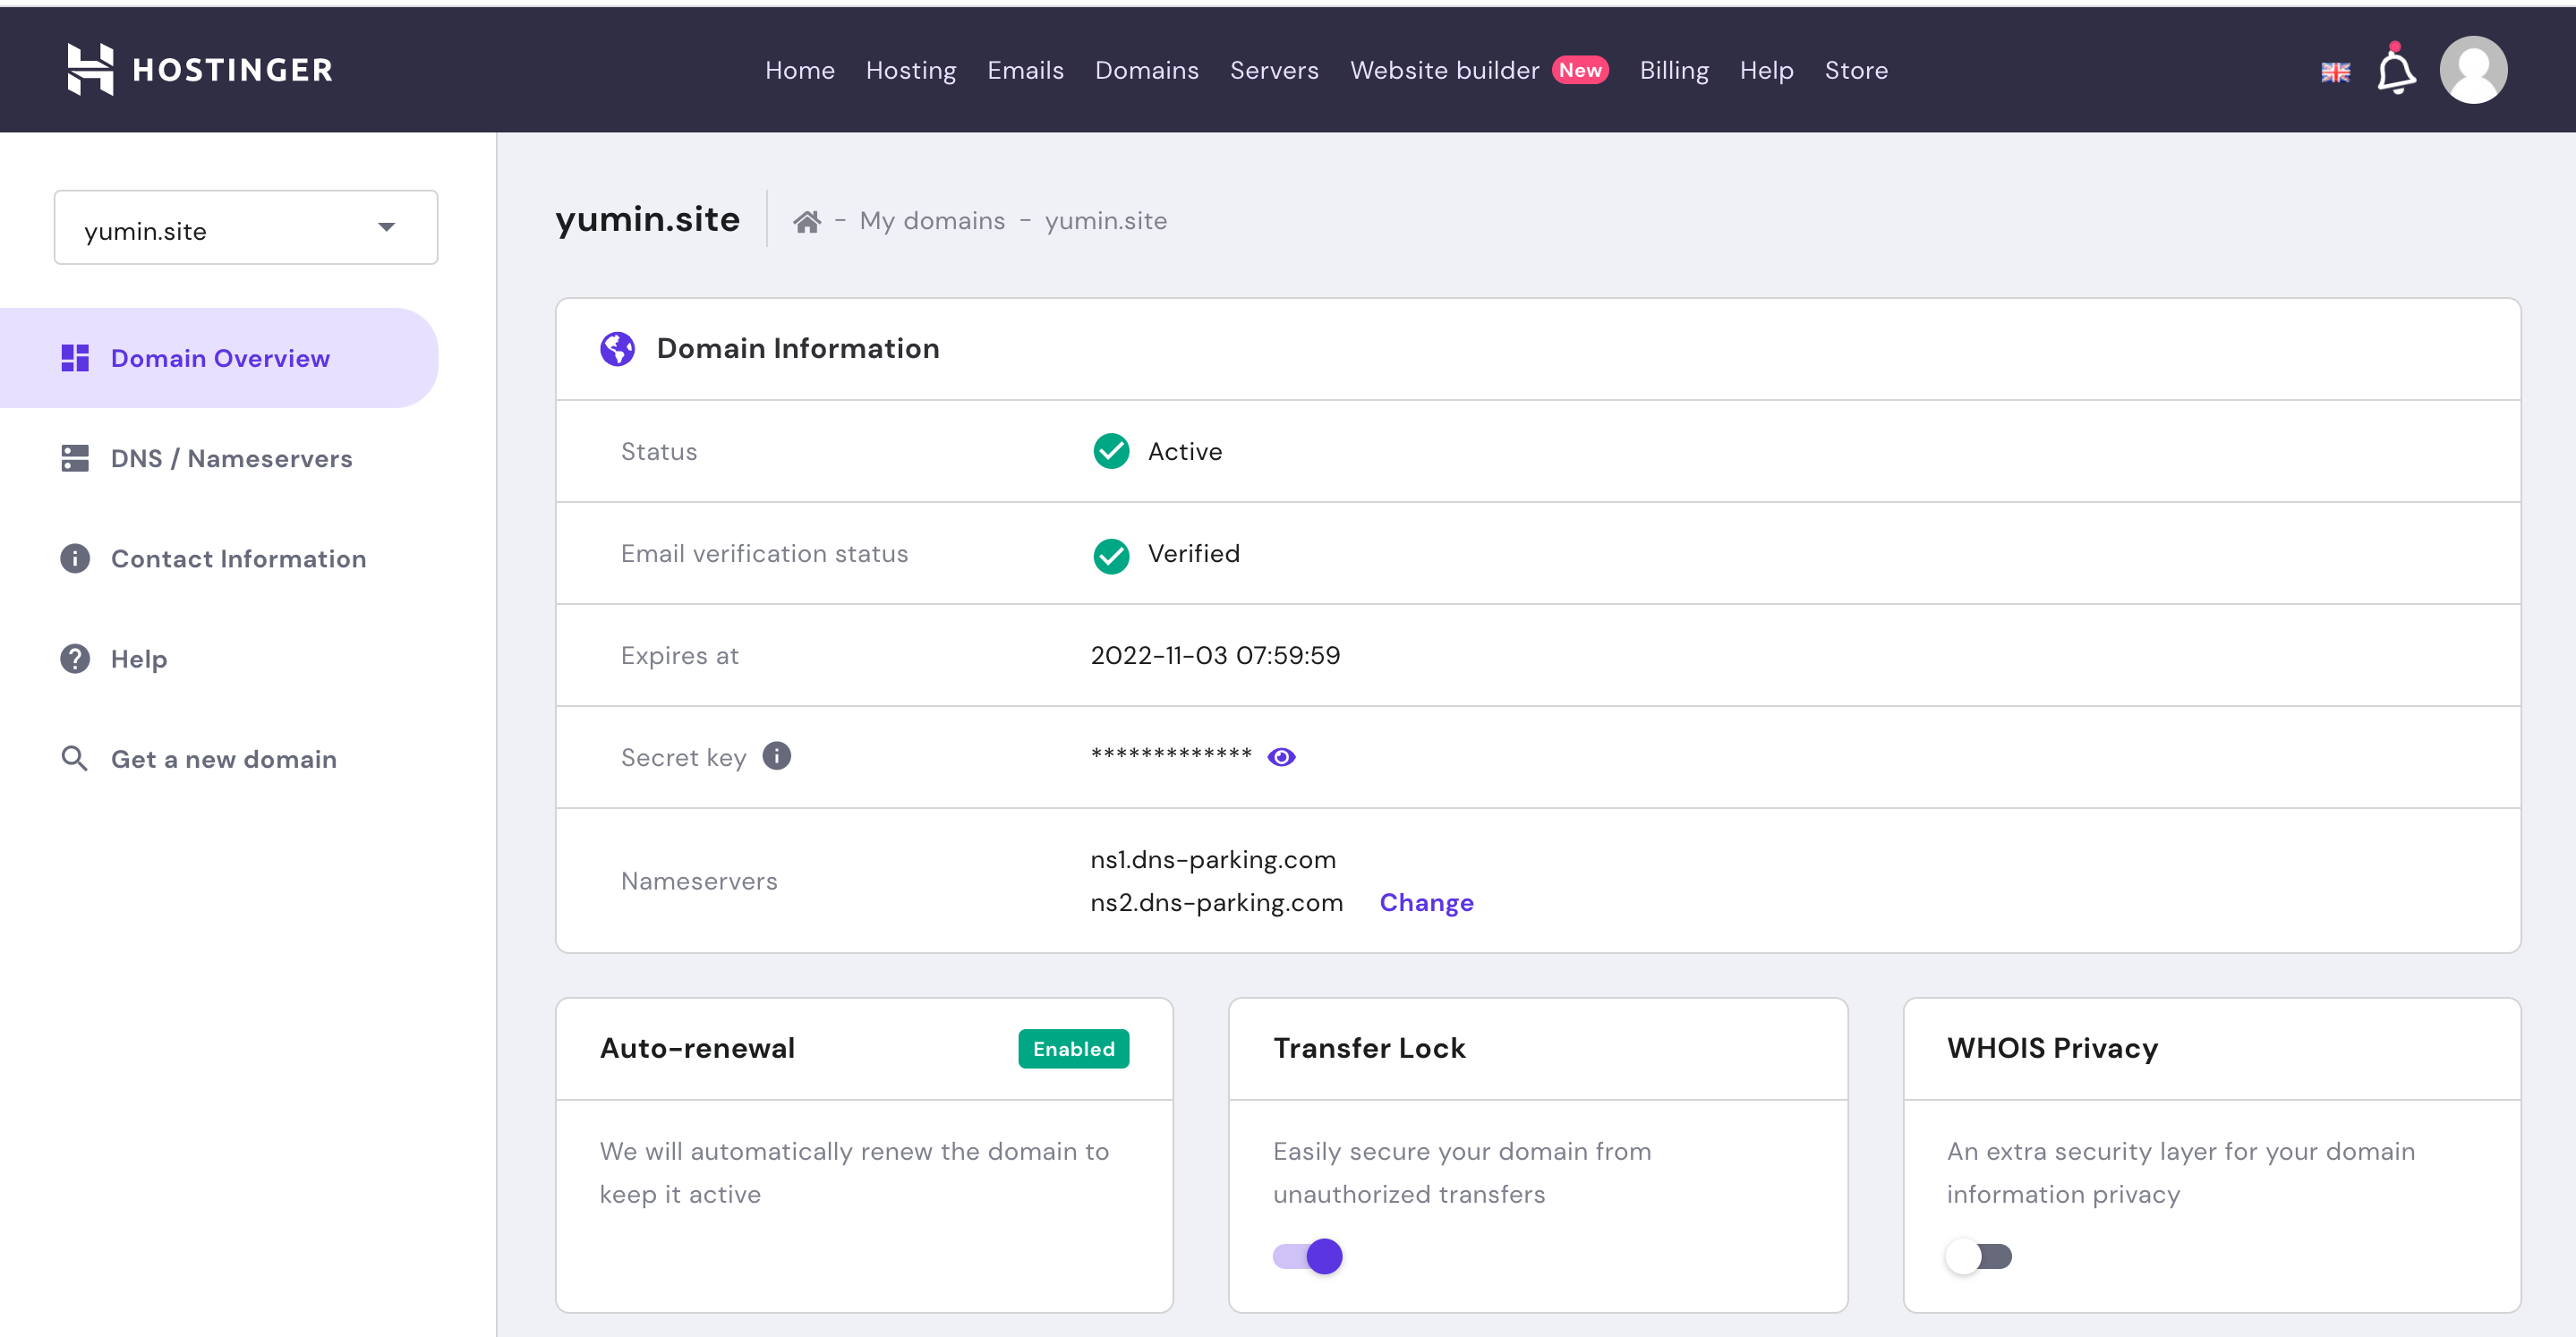 HOSTINGER
Home Hosting Emails Domains Servers Website builder New Billing Help Store
yumin.site
Domain Overview
DNS / Nameservers
Contact Information
Help
Get a new domain
yumin.site - My domains - yumin.site
Domain Information
Status Active
Email verification status Verified
Expires at 2022-11-03 07:59:59
Secret key *************
Nameservers
ns1.dns-parking.com
ns2.dns-parking.com Change
Auto-renewal Enabled
We will automatically renew the domain to
keep it active
Transfer Lock
Easily secure your domain from
unauthorized transfers
WHOIS Privacy
An extra security layer for your domain
information privacy